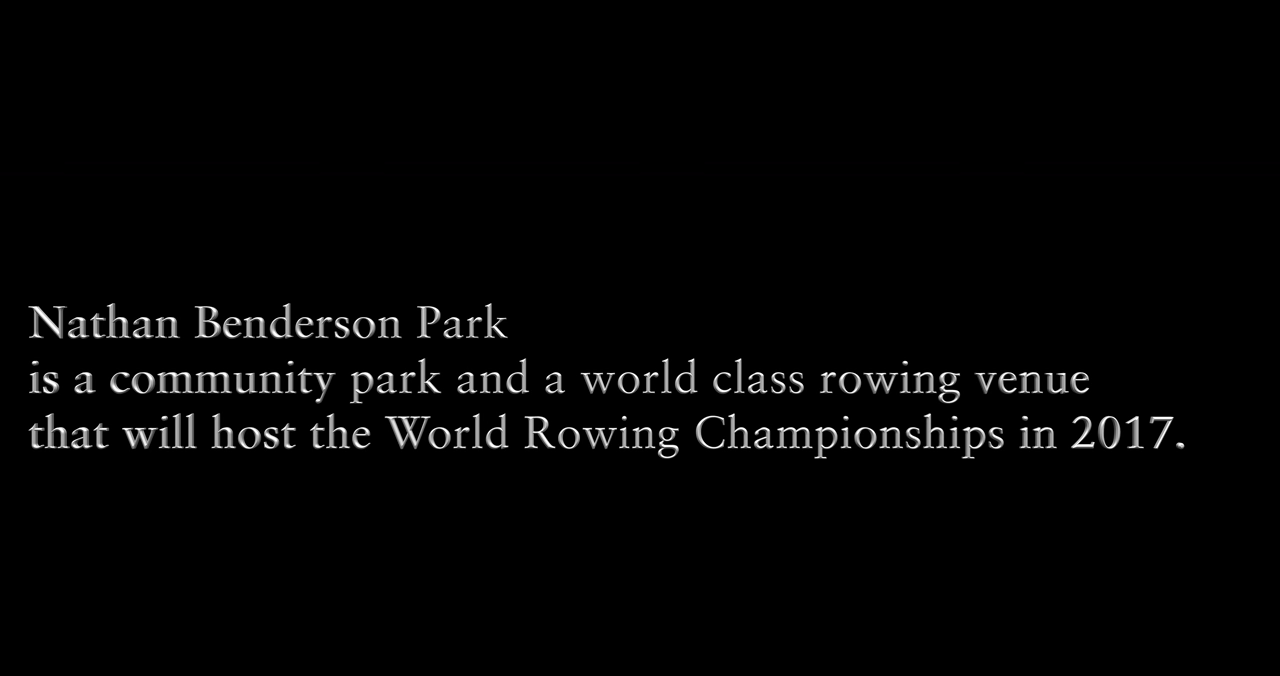 Nathan Benderson Park
is a community park and a world class rowing venue
that will host the World Rowing Championships in 2017.